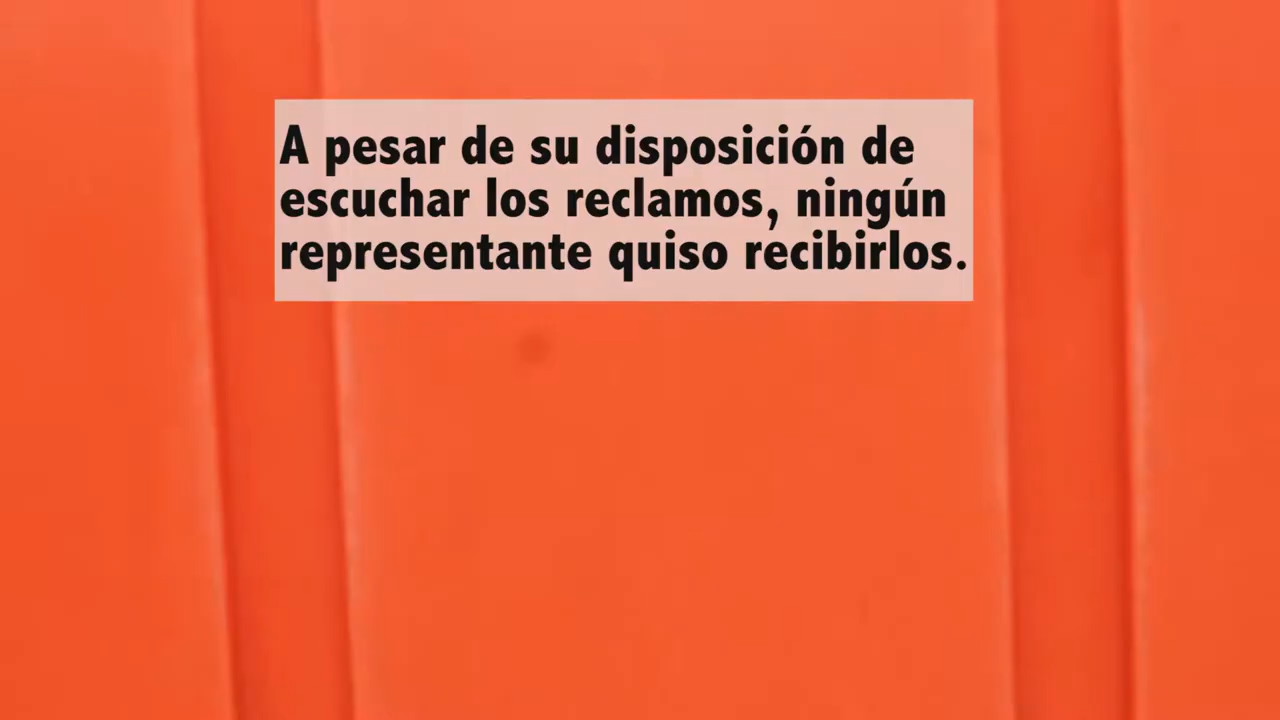 A pesar de su disposición de
escuchar los reclamos, ningún
representante quiso recibirlos.